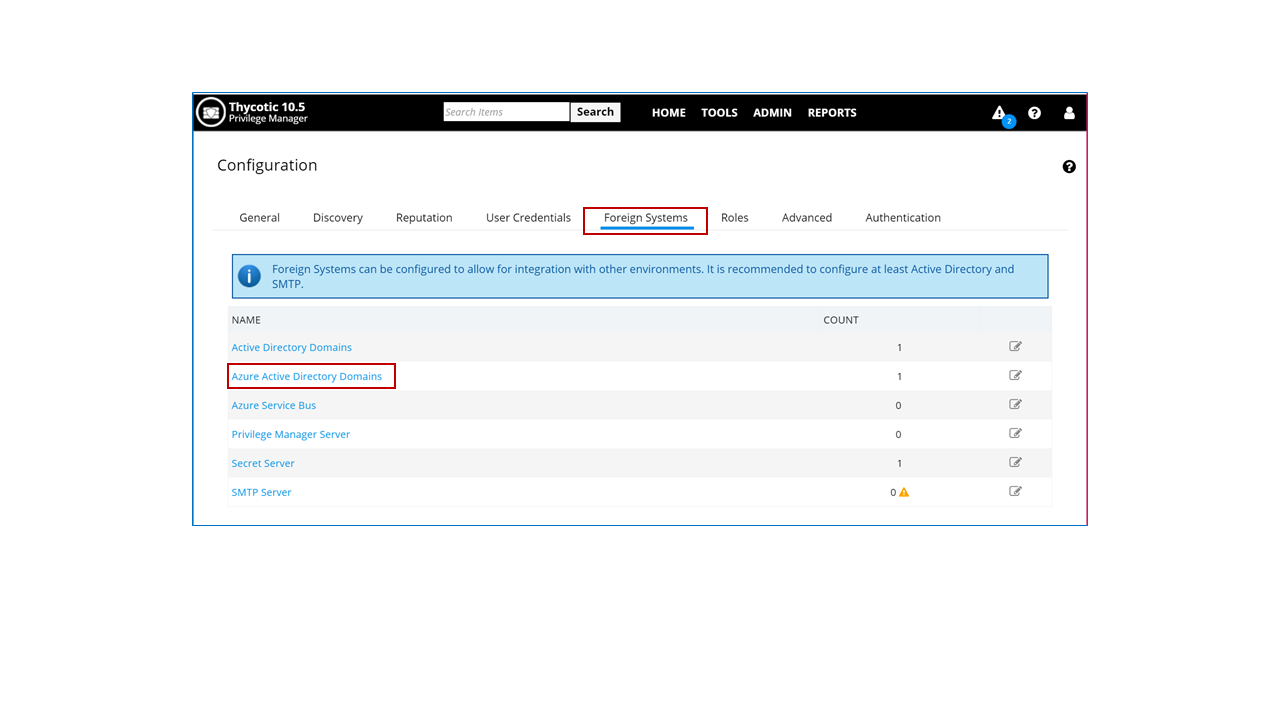 Thycotic 10.5
Privilege Manager
Search Items Search HOME TOOLS ADMIN REPORTS 2
Configuration
General Discovery Reputation User Credentials Foreign Systems Roles Advanced Authentication
Foreign Systems can be configured to allow for integration with other environments. It is recommended to configure at least Active Directory and
SMTP.
NAME COUNT
Active Directory Domains 1
Azure Active Directory Domains 1
Azure Service Bus 0
Privilege Manager Server 0
Secret Server 1
SMTP Server 0